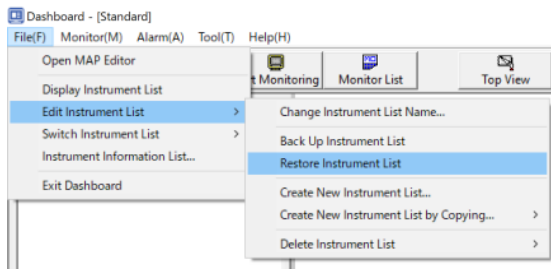 Dashboard - [Standard]
File(F) Monitor(M) Alarm(A) Tool(T) Help(H)
Open MAP Editor
Display Instrument List
Edit Instrument List
Switch Instrument List
Instrument Information List...
Exit Dashboard
Monitoring
Monitor List
Top View
Change Instrument List Name...
Back Up Instrument List
Restore Instrument List
Create New Instrument List...
Create New Instrument List by Copying...
Delete Instrument List